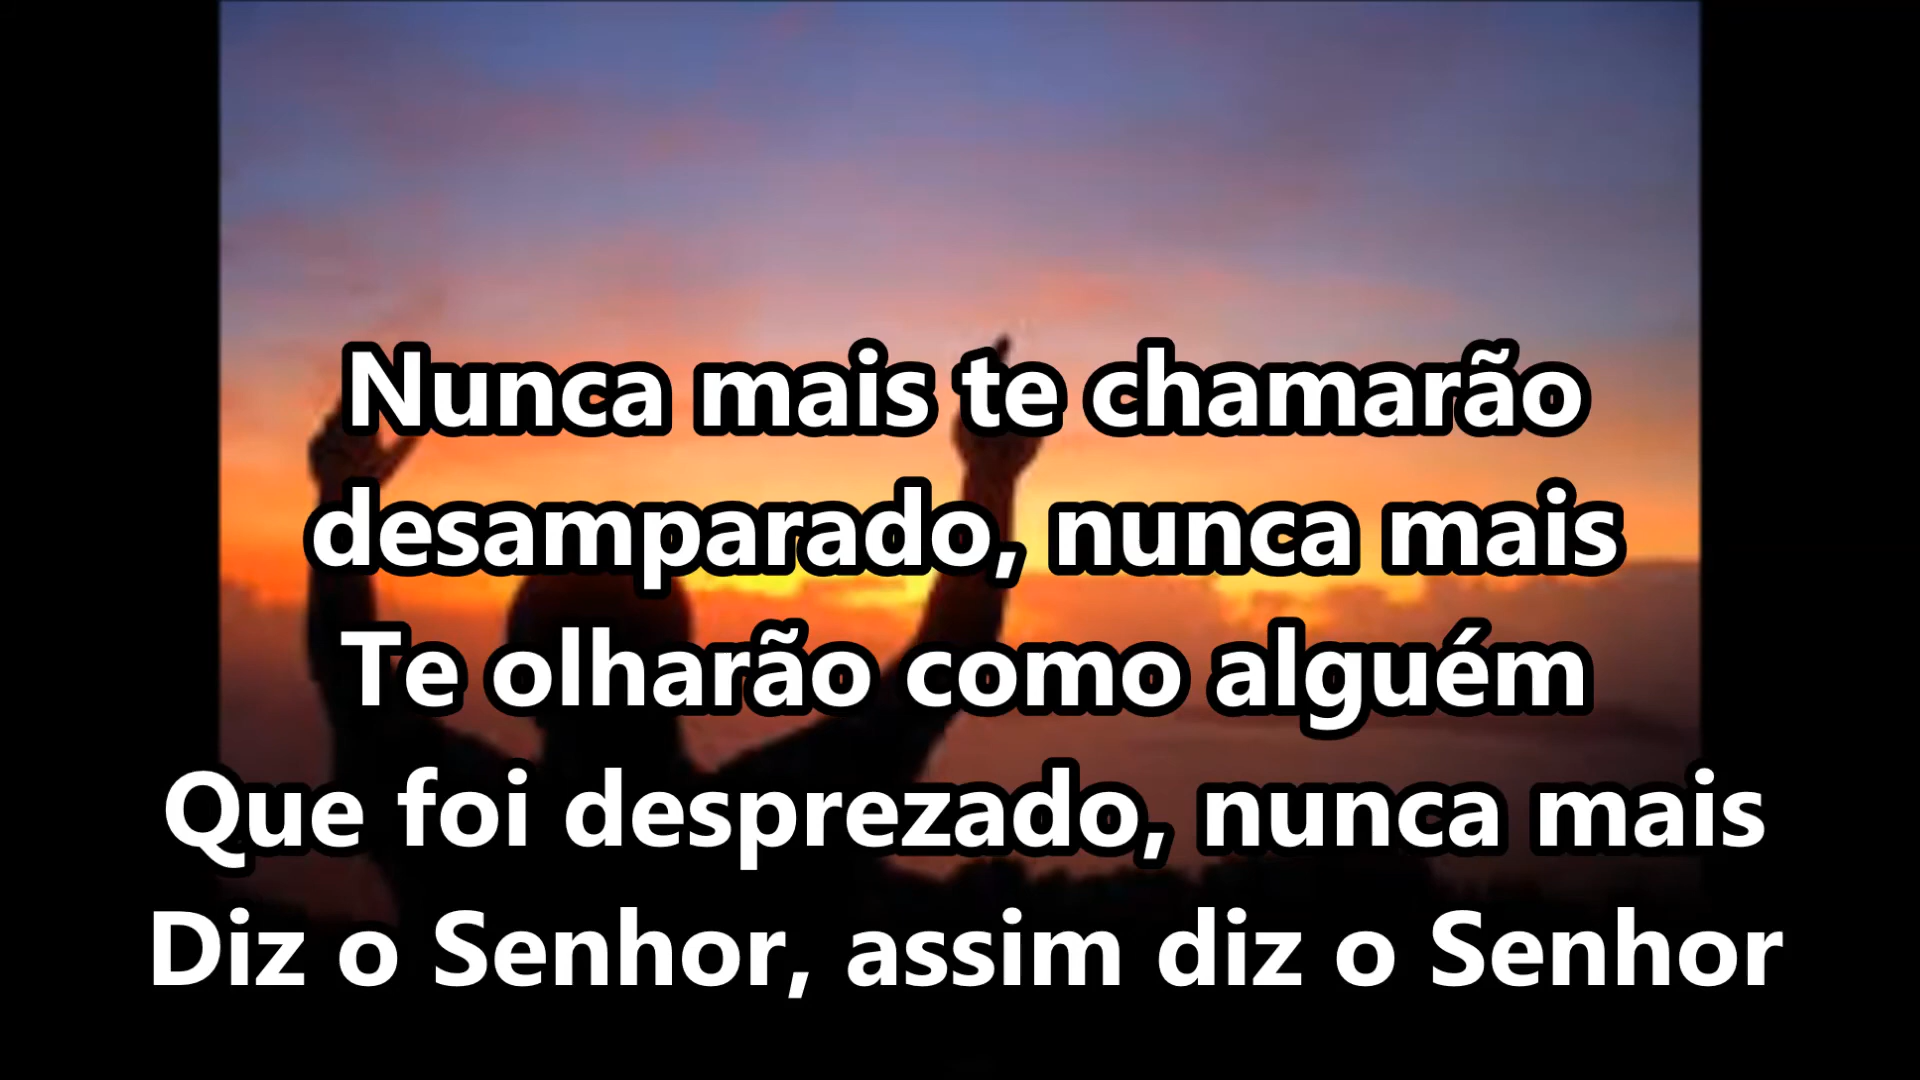 Nunca mais te chamarão
desamparado, nunca mais
Te olharão como alguém
Que foi desprezado, nunca mais
Diz o Senhor, assim diz o Senhor